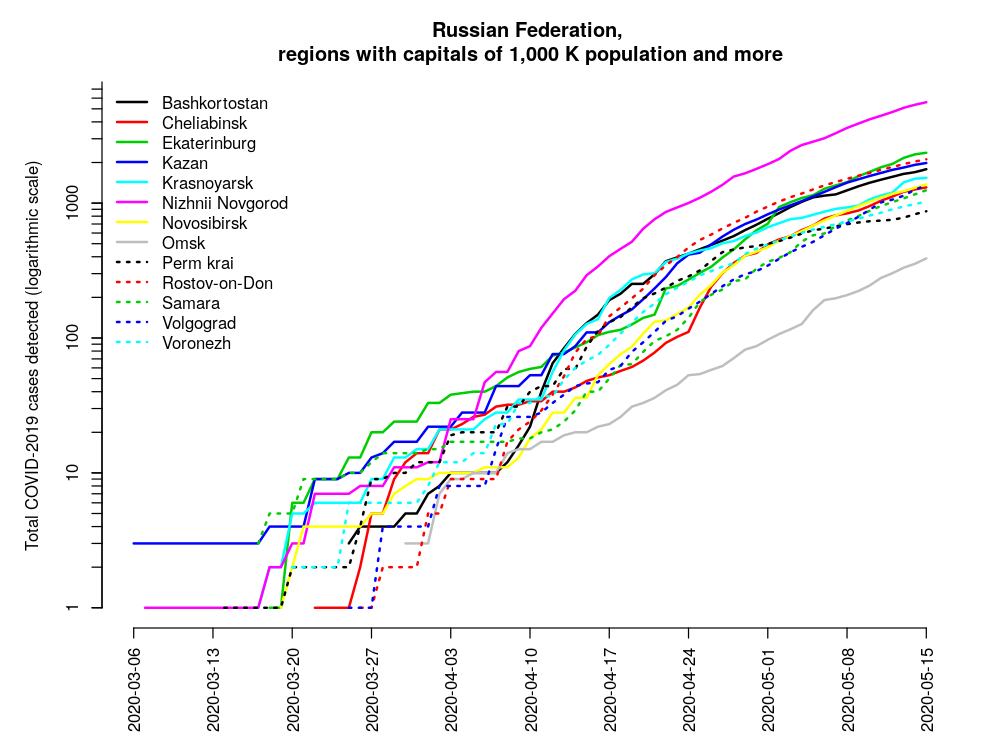 Russian Federation,
regions with capitals of 1,000 K population and more
Total COVID-2019 cases detected (logarithmic scale)
1000
100
10
1
Bashkortostan
Cheliabinsk
Ekaterinburg
Kazan
Krasnoyarsk
Nizhnii Novgorod
Novosibirsk
Omsk
Perm krai
Rostov-on-Don
Samara
Volgograd
Voronezh
2020-03-06
2020-03-13
2020-03-20
2020-03-27
2020-04-03
2020-04-10
2020-04-17
2020-04-24
2020-05-01
2020-05-08
2020-05-15